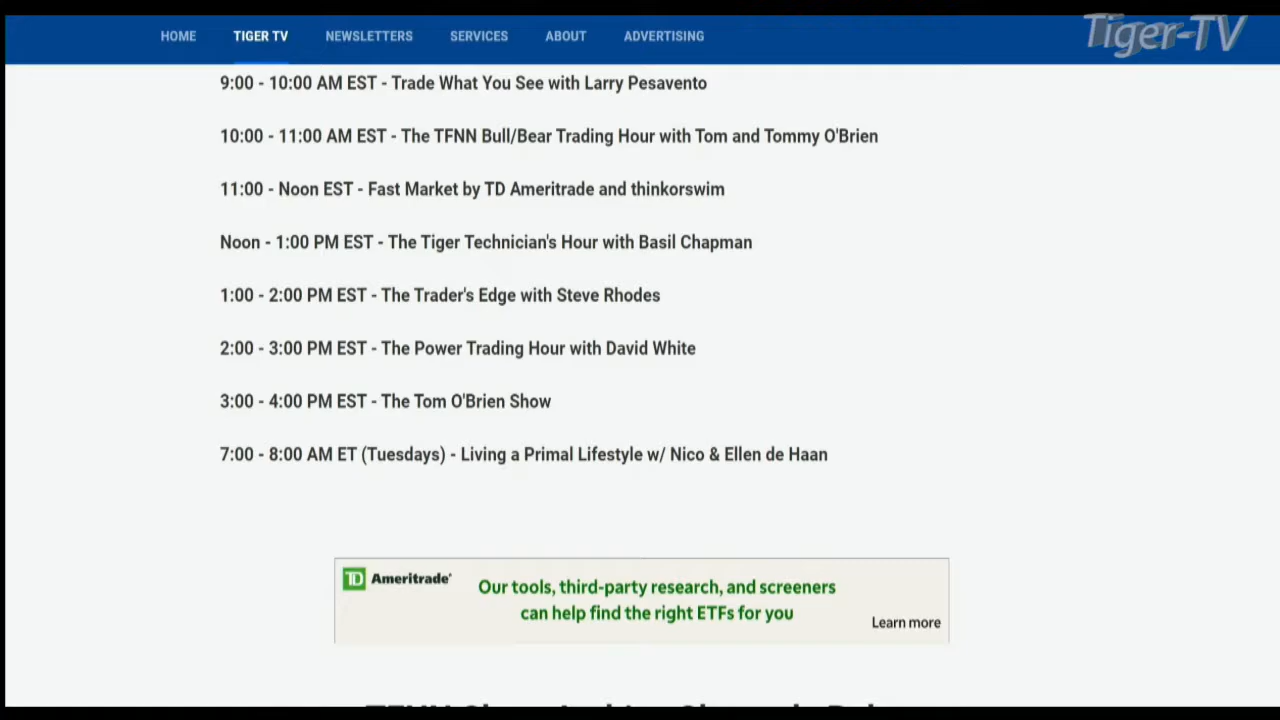 HOME TIGER TV NEWSLETTERS SERVICES ABOUT ADVERTISING Tiger-TV
9:00 - 10:00 AM EST - Trade What You See with Larry Pesavento
10:00 - 11:00 AM EST - The TFNN Bull/Bear Trading Hour with Tom and Tommy O'Brien
11:00 - Noon EST - Fast Market by TD Ameritrade and thinkorswim
Noon - 1:00 PM EST - The Tiger Technician's Hour with Basil Chapman
1:00 - 2:00 PM EST - The Trader's Edge with Steve Rhodes
2:00 - 3:00 PM EST - The Power Trading Hour with David White
3:00 - 4:00 PM EST - The Tom O'Brien Show
7:00 - 8:00 AM ET (Tuesdays) - Living a Primal Lifestyle w/ Nico & Ellen de Haan
TD Ameritrade
Our tools, third-party research, and screeners
can help find the right ETFs for you
Learn more